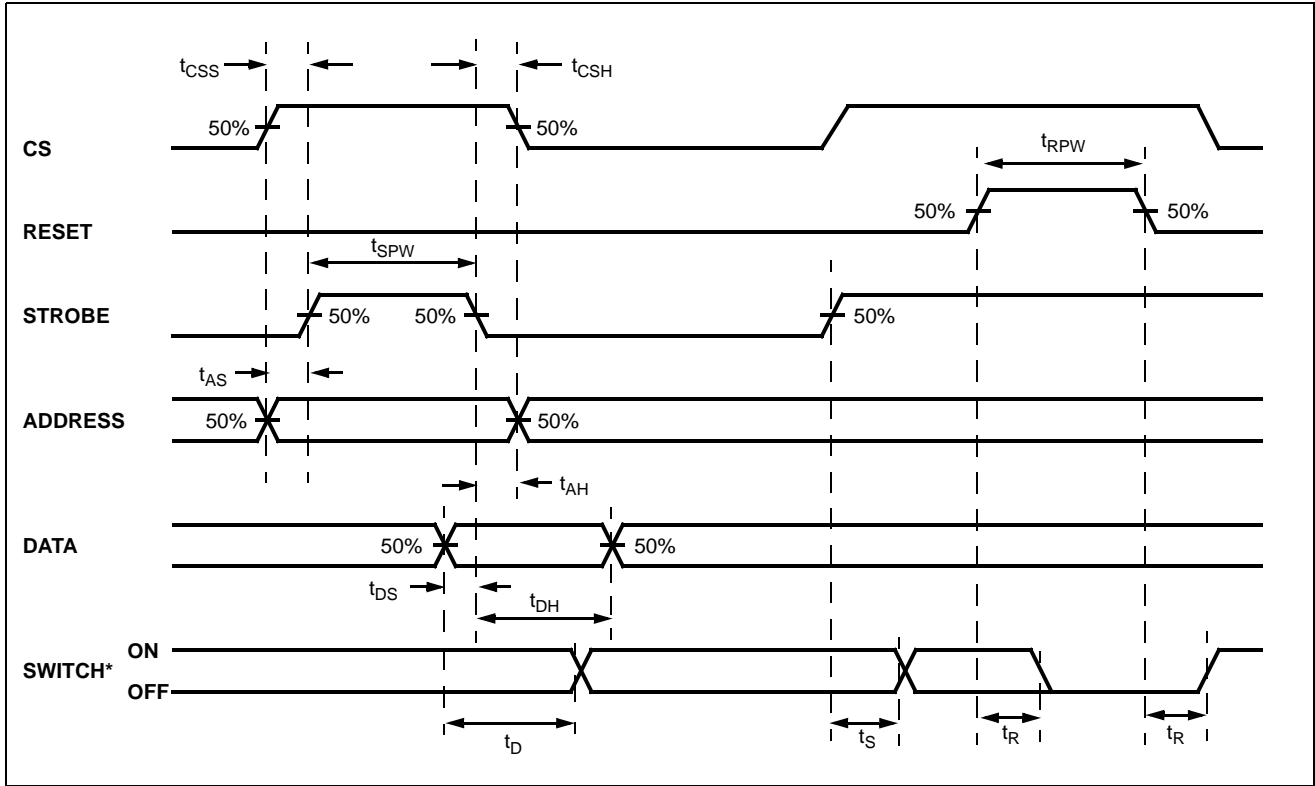 tCSS
tCSH
50%
50%
CS
tRPW
50%
50%
RESET
tSPW
50%
50%
50%
STROBE
tAS
50%
50%
ADDRESS
tAH
50%
50%
DATA
tDS
tDH
ON
SWITCH*
OFF
tD
tS
tR
tR